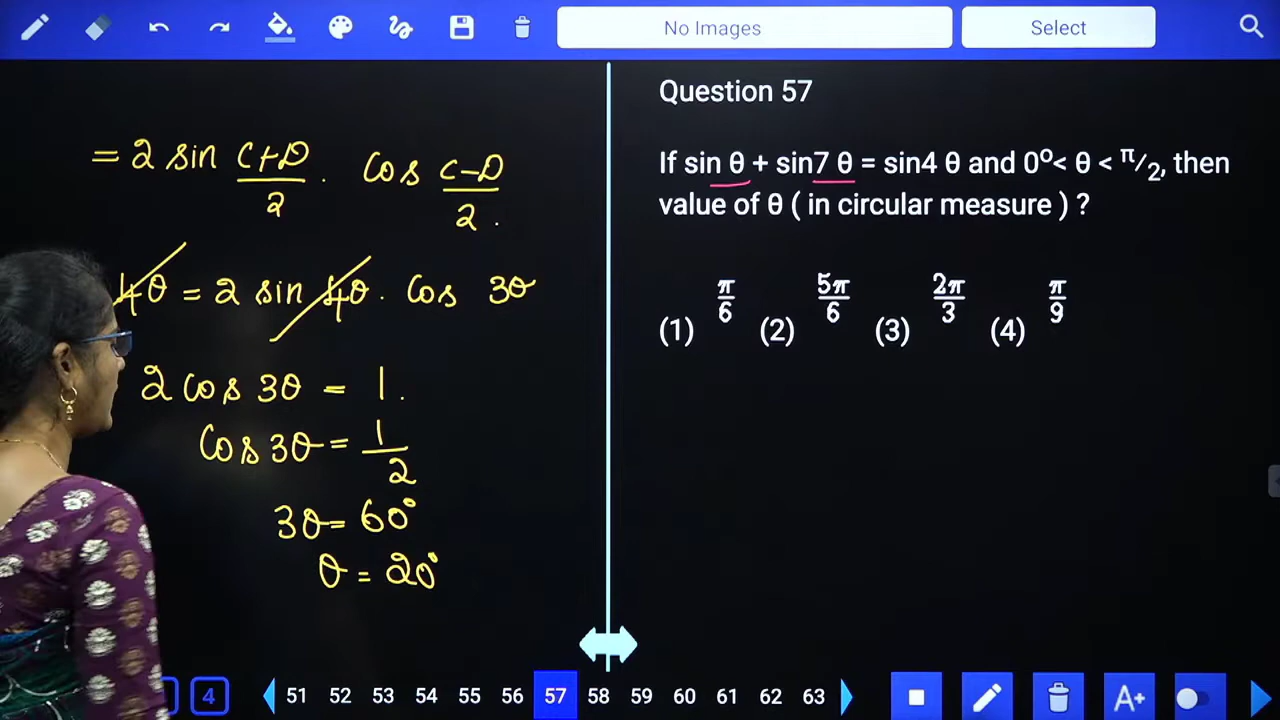 No Images
Select
= 2 sin C+D/2 . cos C-D/2 .
4θ = 2 sin 4θ . cos 3θ
2 cos 3θ = 1.
cos 3θ = 1/2
3θ = 60°
θ = 20°
Question 57
If sin θ + sin7 θ = sin4 θ and 0⁰< θ < π/2, then
value of θ ( in circular measure ) ?
(1) π/6 (2) 5π/6 (3) 2π/3 (4) π/9
4 51 52 53 54 55 56 57 58 59 60 61 62 63 A+